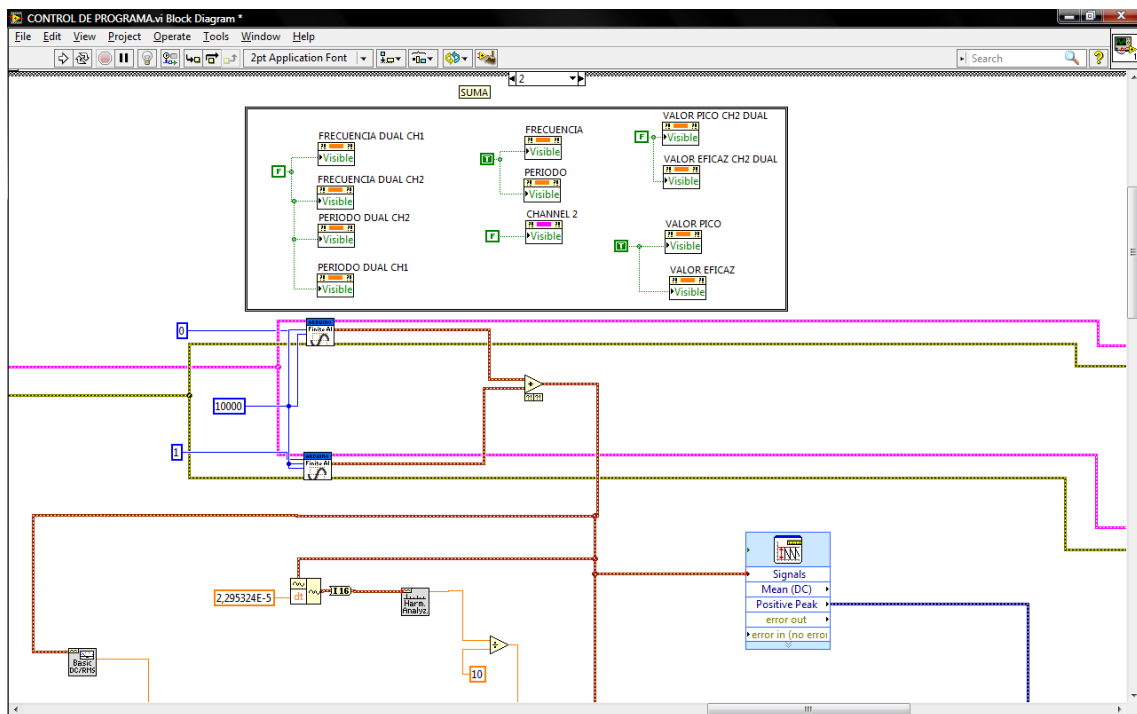 CONTROL DE PROGRAMA.vi Block Diagram *
File Edit View Project Operate Tools Window Help
2pt Application Font
Search
2
SUMA
FRECUENCIA DUAL CH1
Visible
F
FRECUENCIA DUAL CH2
Visible
PERIODO DUAL CH2
Visible
PERIODO DUAL CH1
Visible
FRECUENCIA
Visible
T
PERIODO
Visible
CHANNEL 2
F
Visible
VALOR PICO CH2 DUAL
F
Visible
VALOR EFICAZ CH2 DUAL
Visible
VALOR PICO
T
Visible
VALOR EFICAZ
Visible
0
ARDUINO
Finite AI
10000
1
ARDUINO
Finite AI
2,295324E-5
dt
I16
Harm.
Analyz.
10
Basic
DC/RMS
Signals
Mean (DC)
Positive Peak
error out
error in (no error